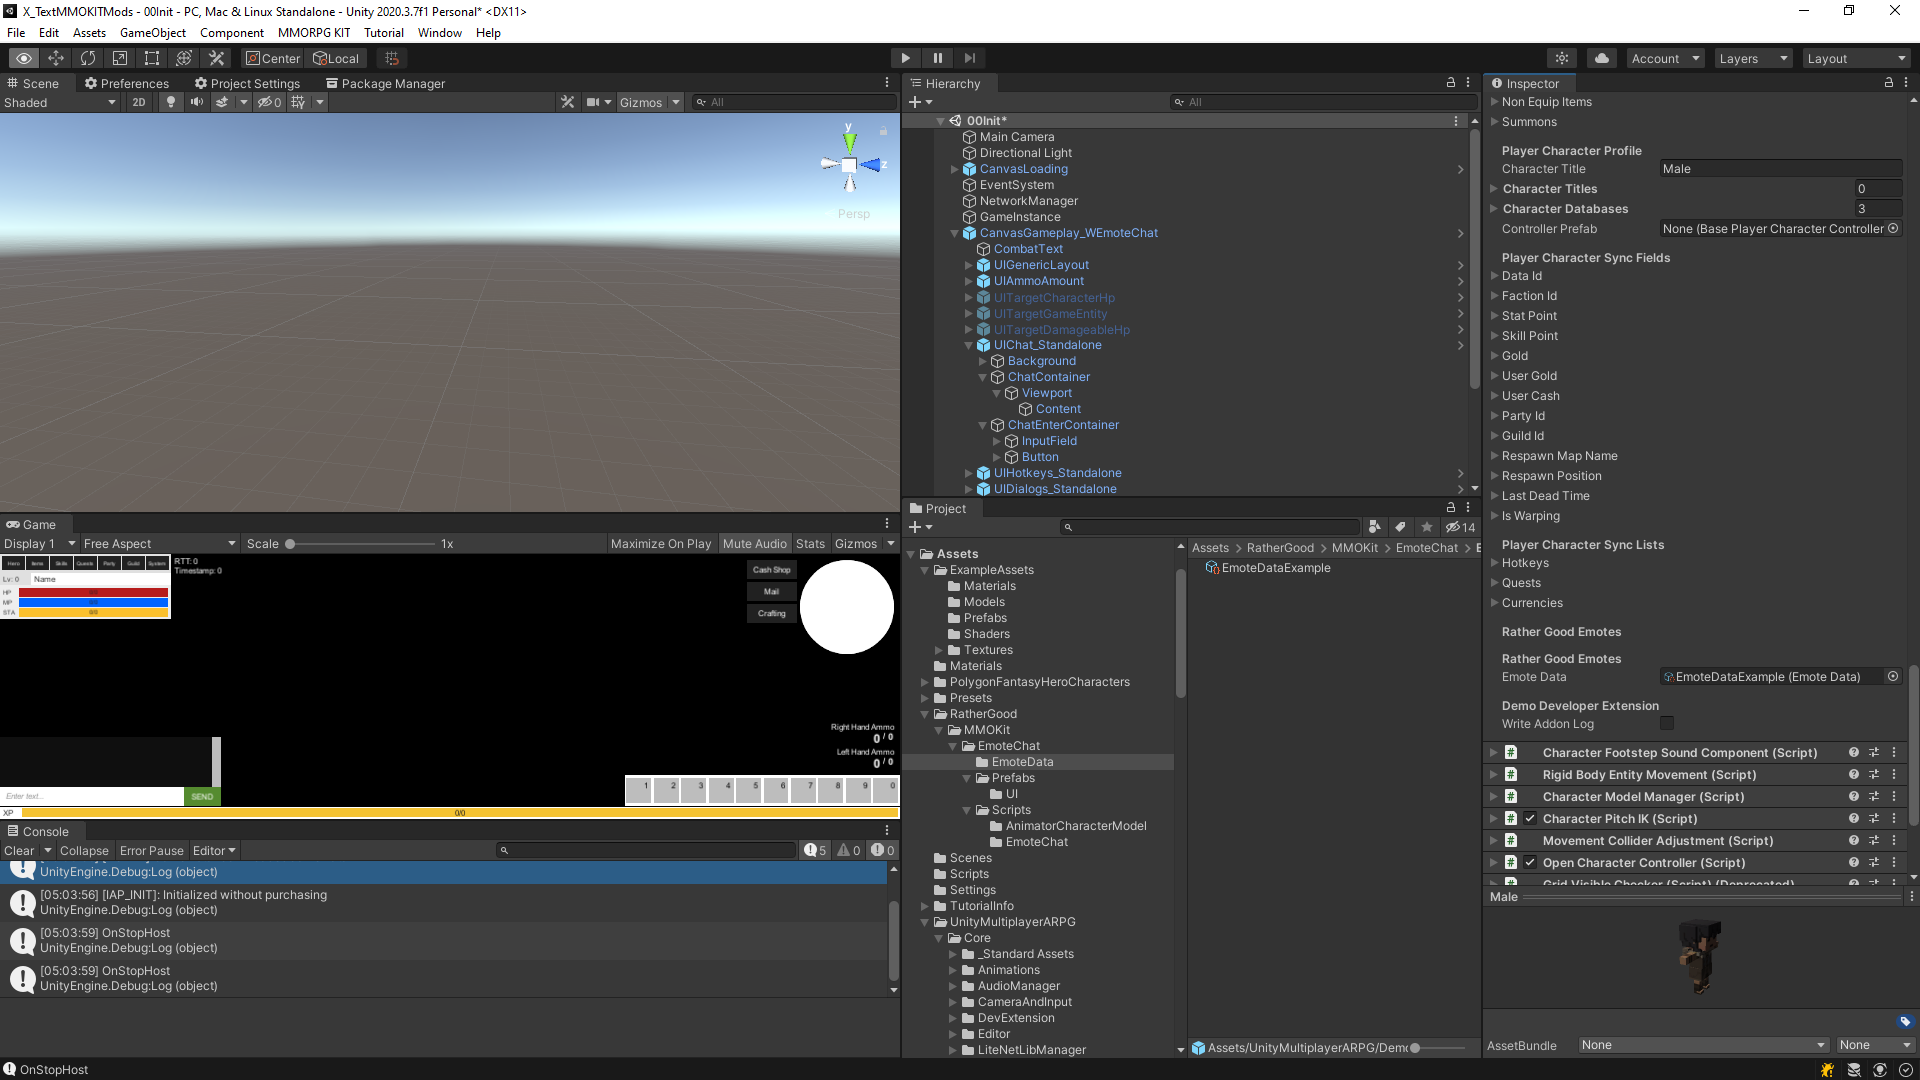 X_TextMMOKITMods - 00Init - PC, Mac & Linux Standalone - Unity 2020.3.7f1 Personal* <DX11>
File Edit Assets GameObject Component MMORPG KIT Tutorial Window Help
Center Local
Account Layers Layout
Scene Preferences Project Settings Package Manager
Shaded 2D 0 Gizmos All
y
z
Persp
Game
Display 1 Free Aspect Scale 1x Maximize On Play Mute Audio Stats Gizmos
Hero Items Skills Quests Party Guild System
RTT: 0
Timestamp: 0
Lv: 0 Name
HP
MP
STA
Cash Shop
Mail
Crafting
Right Hand Ammo
0 / 0
Left Hand Ammo
0 / 0
1 2 3 4 5 6 7 8 9 0
Enter text... SEND
XP 0/0
Console
Clear Collapse Error Pause Editor 5 0 0
UnityEngine.Debug:Log (object)
[05:03:56] [IAP_INIT]: Initialized without purchasing
UnityEngine.Debug:Log (object)
[05:03:59] OnStopHost
UnityEngine.Debug:Log (object)
[05:03:59] OnStopHost
UnityEngine.Debug:Log (object)
OnStopHost
Hierarchy
All
00Init*
Main Camera
Directional Light
CanvasLoading
EventSystem
NetworkManager
GameInstance
CanvasGameplay_WEmoteChat
CombatText
UIGenericLayout
UIAmmoAmount
UITargetCharacterHp
UITargetGameEntity
UITargetDamageableHp
UIChat_Standalone
Background
ChatContainer
Viewport
Content
ChatEnterContainer
InputField
Button
UIHotkeys_Standalone
UIDialogs_Standalone
Project
14
Assets
ExampleAssets
Materials
Models
Prefabs
Shaders
Textures
Materials
PolygonFantasyHeroCharacters
Presets
RatherGood
MMOKit
EmoteChat
EmoteData
Prefabs
UI
Scripts
AnimatorCharacterModel
EmoteChat
Scenes
Scripts
Settings
TutorialInfo
UnityMultiplayerARPG
Core
_Standard Assets
Animations
AudioManager
CameraAndInput
DevExtension
Editor
LiteNetLibManager
Assets > RatherGood > MMOKit > EmoteChat >
EmoteDataExample
Assets/UnityMultiplayerARPG/Demo
Inspector
Non Equip Items
Summons
Player Character Profile
Character Title Male
Character Titles 0
Character Databases 3
Controller Prefab None (Base Player Character Controller
Player Character Sync Fields
Data Id
Faction Id
Stat Point
Skill Point
Gold
User Gold
User Cash
Party Id
Guild Id
Respawn Map Name
Respawn Position
Last Dead Time
Is Warping
Player Character Sync Lists
Hotkeys
Quests
Currencies
Rather Good Emotes
Rather Good Emotes
Emote Data EmoteDataExample (Emote Data)
Demo Developer Extension
Write Addon Log
Character Footstep Sound Component (Script)
Rigid Body Entity Movement (Script)
Character Model Manager (Script)
Character Pitch IK (Script)
Movement Collider Adjustment (Script)
Open Character Controller (Script)
Grid Visible Checker (Script) (Deprecated)
Male
AssetBundle None None